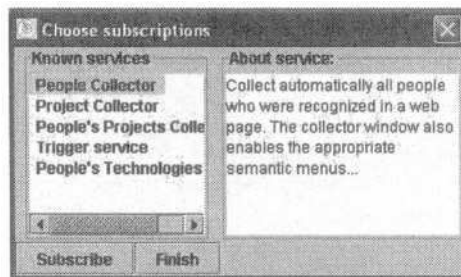 Choose subscriptions
Known services
People Collector
Project Collector
People's Projects Colle
Trigger service
People's Technologies
About service:
Collect automatically all people
who were recognized in a web
page. The collector window also
enables the appropriate
semantic menus...
Subscribe Finish